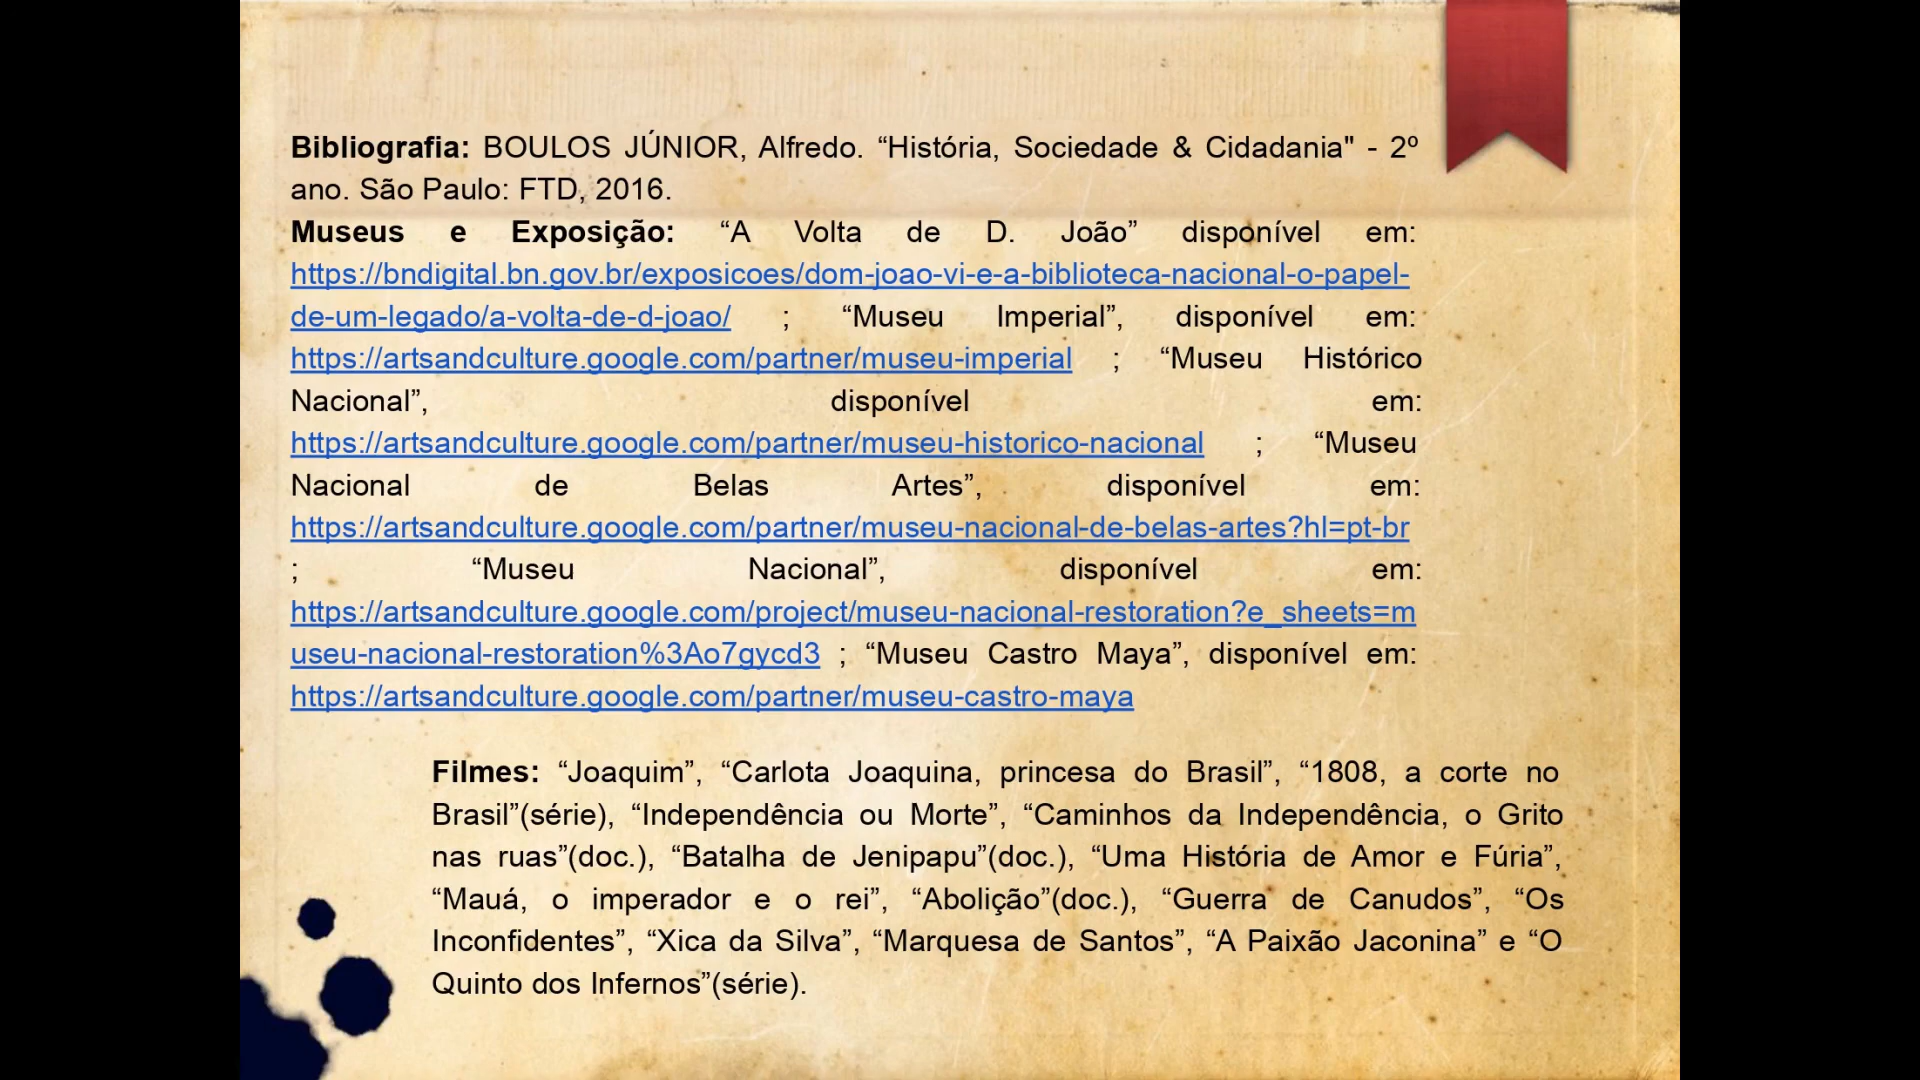 Bibliografia: BOULOS JÚNIOR, Alfredo. “História, Sociedade & Cidadania" - 2º
ano. São Paulo: FTD, 2016.
Museus e Exposição: “A Volta de D. João” disponível em:
https://bndigital.bn.gov.br/exposicoes/dom-joao-vi-e-a-biblioteca-nacional-o-papel-
de-um-legado/a-volta-de-d-joao/ ; “Museu Imperial”, disponível em:
https://artsandculture.google.com/partner/museu-imperial ; “Museu Histórico
Nacional”, disponível em:
https://artsandculture.google.com/partner/museu-historico-nacional ; “Museu
Nacional de Belas Artes”, disponível em:
https://artsandculture.google.com/partner/museu-nacional-de-belas-artes?hl=pt-br
; “Museu Nacional”, disponível em:
https://artsandculture.google.com/project/museu-nacional-restoration?e_sheets=m
useu-nacional-restoration%3Ao7gycd3 ; “Museu Castro Maya”, disponível em:
https://artsandculture.google.com/partner/museu-castro-maya
Filmes: “Joaquim”, “Carlota Joaquina, princesa do Brasil”, “1808, a corte no
Brasil”(série), “Independência ou Morte”, “Caminhos da Independência, o Grito
nas ruas”(doc.), “Batalha de Jenipapu”(doc.), “Uma História de Amor e Fúria”,
“Mauá, o imperador e o rei”, “Abolição”(doc.), “Guerra de Canudos”, “Os
Inconfidentes”, “Xica da Silva”, “Marquesa de Santos”, “A Paixão Jaconina” e “O
Quinto dos Infernos”(série).